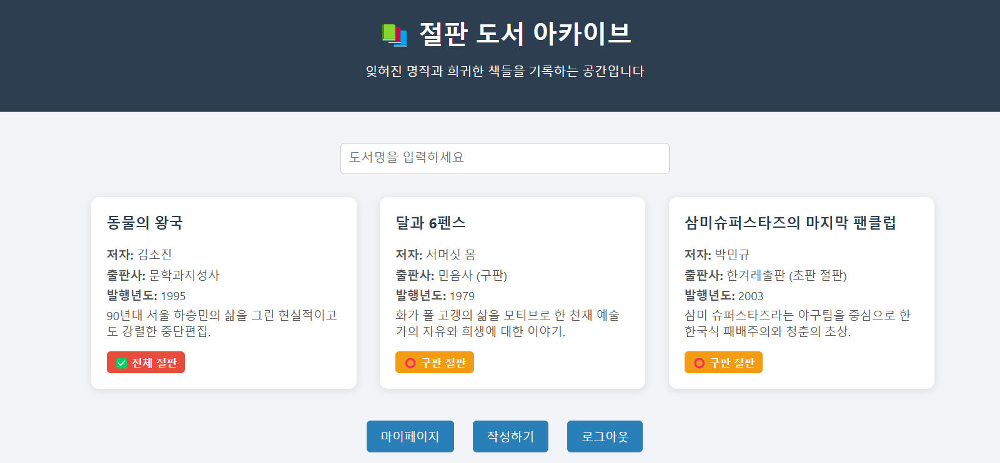 절판 도서 아카이브
잊혀진 명작과 희귀한 책들을 기록하는 공간입니다
도서명을 입력하세요
동물의 왕국
저자: 김소진
출판사: 문학과지성사
발행년도: 1995
90년대 서울 하층민의 삶을 그린 현실적이고
도 강렬한 중단편집.
✅ 전체 절판
달과 6펜스
저자: 서머싯 몸
출판사: 민음사 (구판)
발행년도: 1979
화가 폴 고갱의 삶을 모티브로 한 천재 예술
가의 자유와 희생에 대한 이야기.
⭕ 구판 절판
삼미슈퍼스타즈의 마지막 팬클럽
저자: 박민규
출판사: 한겨레출판 (초판 절판)
발행년도: 2003
삼미 슈퍼스타즈라는 야구팀을 중심으로 한
한국식 패배주의와 청춘의 초상.
⭕ 구판 절판
마이페이지
작성하기
로그아웃